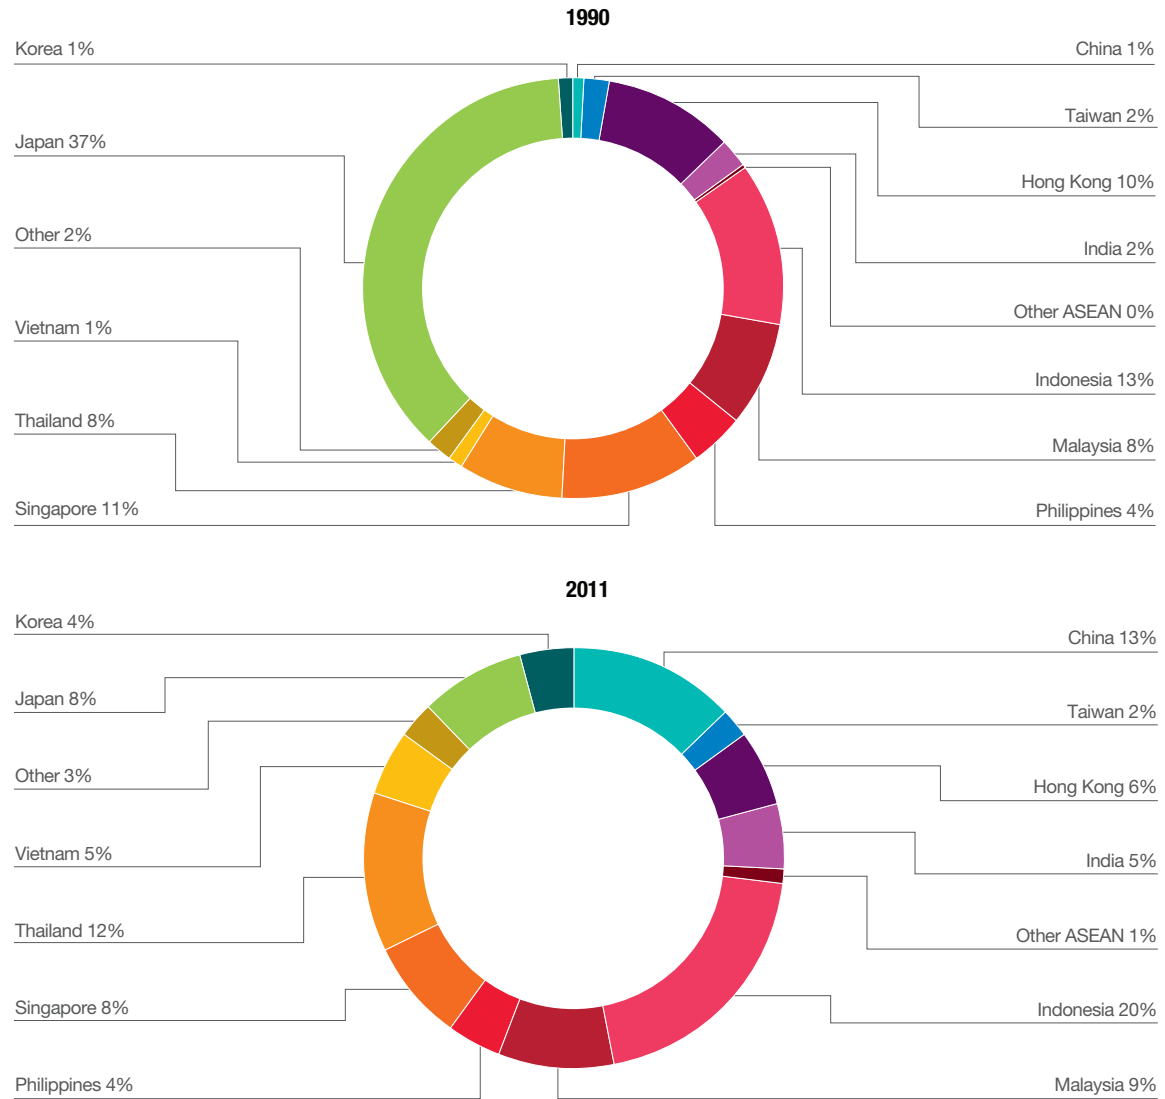 1990
Korea 1%
China 1%
Taiwan 2%
Japan 37%
Hong Kong 10%
Other 2%
India 2%
Other ASEAN 0%
Vietnam 1%
Indonesia 13%
Thailand 8%
Malaysia 8%
Singapore 11%
Philippines 4%
2011
Korea 4%
China 13%
Japan 8%
Taiwan 2%
Other 3%
Hong Kong 6%
Vietnam 5%
India 5%
Thailand 12%
Other ASEAN 1%
Singapore 8%
Indonesia 20%
Philippines 4%
Malaysia 9%